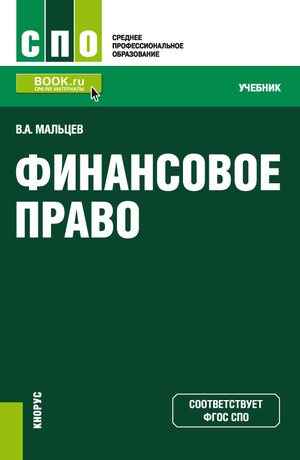 СПО
СРЕДНЕЕ
ПРОФЕССИОНАЛЬНОЕ
ОБРАЗОВАНИЕ
BOOK.ru
ONLINE МАТЕРИАЛЫ
УЧЕБНИК
В.А. МАЛЬЦЕВ
ФИНАНСОВОЕ
ПРАВО
КНОРУС
СООТВЕТСТВУЕТ
ФГОС СПО